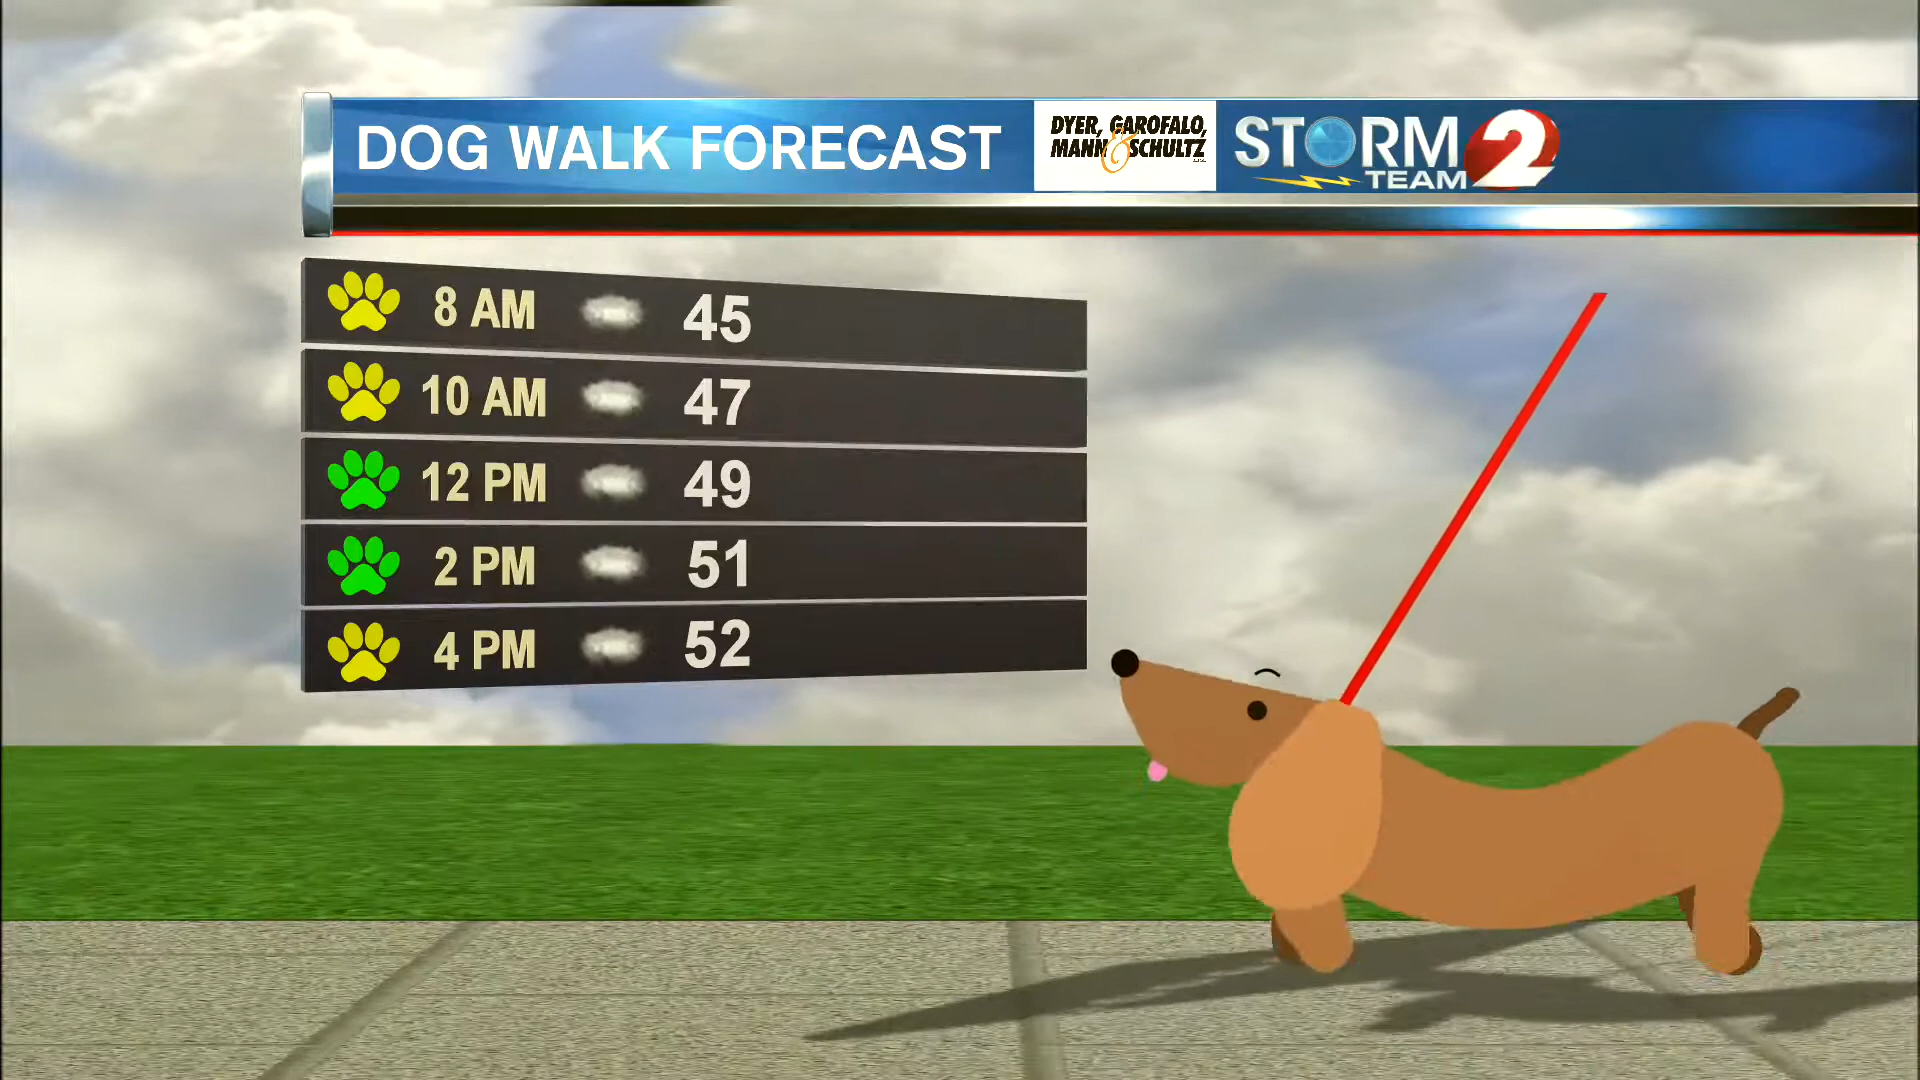 DOG WALK FORECAST
DYER, GAROFALO,
MANN & SCHULTZ
STORM
TEAM 2
8 AM 45
10 AM 47
12 PM 49
2 PM 51
4 PM 52